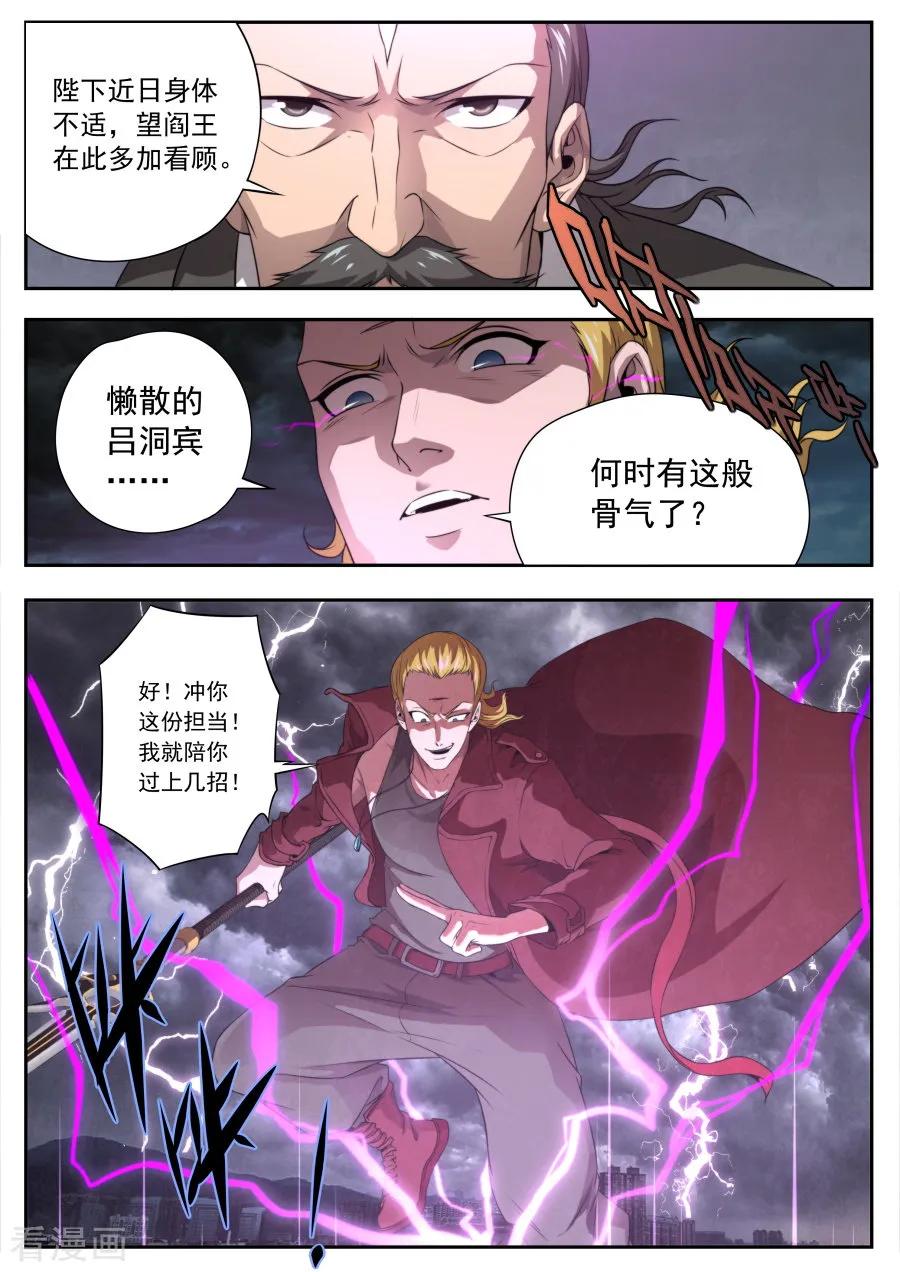 陛下近日身体
不适，望阎王
在此多加看顾。
懒散的
吕洞宾
……
何时有这般
骨气了？
好！冲你
这份担当！
我就陪你
过上几招！
看漫画